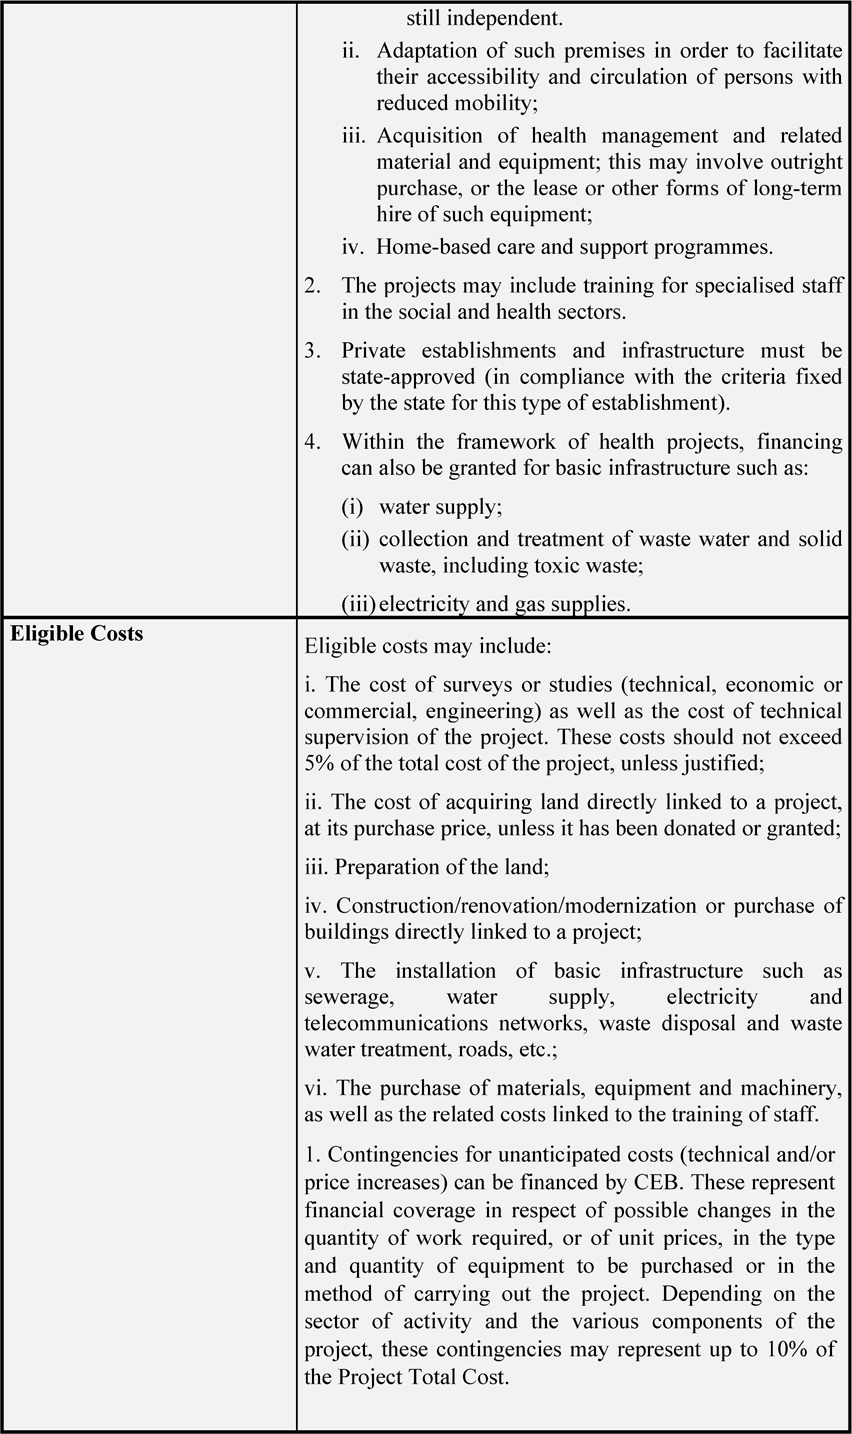 still independent.
ii. Adaptation of such premises in order to facilitate
their accessibility and circulation of persons with
reduced mobility;
iii. Acquisition of health management and related
material and equipment; this may involve outright
purchase, or the lease or other forms of long-term
hire of such equipment;
iv. Home-based care and support programmes.
2. The projects may include training for specialised staff
in the social and health sectors.
3. Private establishments and infrastructure must be
state-approved (in compliance with the criteria fixed
by the state for this type of establishment).
4. Within the framework of health projects, financing
can also be granted for basic infrastructure such as:
(i) water supply;
(ii) collection and treatment of waste water and solid
waste, including toxic waste;
(iii) electricity and gas supplies.
Eligible Costs
Eligible costs may include:
i. The cost of surveys or studies (technical, economic or
commercial, engineering) as well as the cost of technical
supervision of the project. These costs should not exceed
5% of the total cost of the project, unless justified;
ii. The cost of acquiring land directly linked to a project,
at its purchase price, unless it has been donated or granted;
iii. Preparation of the land;
iv. Construction/renovation/modernization or purchase of
buildings directly linked to a project;
v. The installation of basic infrastructure such as
sewerage, water supply, electricity and
telecommunications networks, waste disposal and waste
water treatment, roads, etc.;
vi. The purchase of materials, equipment and machinery,
as well as the related costs linked to the training of staff.
1. Contingencies for unanticipated costs (technical and/or
price increases) can be financed by CEB. These represent
financial coverage in respect of possible changes in the
quantity of work required, or of unit prices, in the type
and quantity of equipment to be purchased or in the
method of carrying out the project. Depending on the
sector of activity and the various components of the
project, these contingencies may represent up to 10% of
the Project Total Cost.